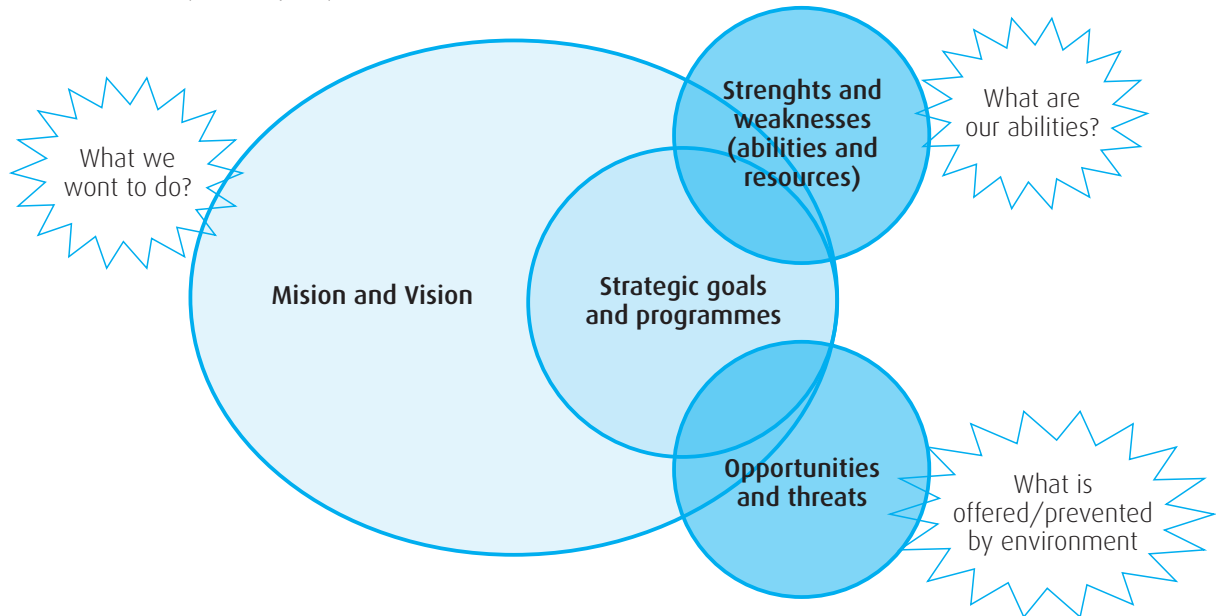 What we
wont to do?
Mision and Vision
Strategic goals
and programmes
Strenghts and
weaknesses
(abilities and
resources)
What are
our abilities?
Opportunities
and threats
What is
offered/prevented
by environment